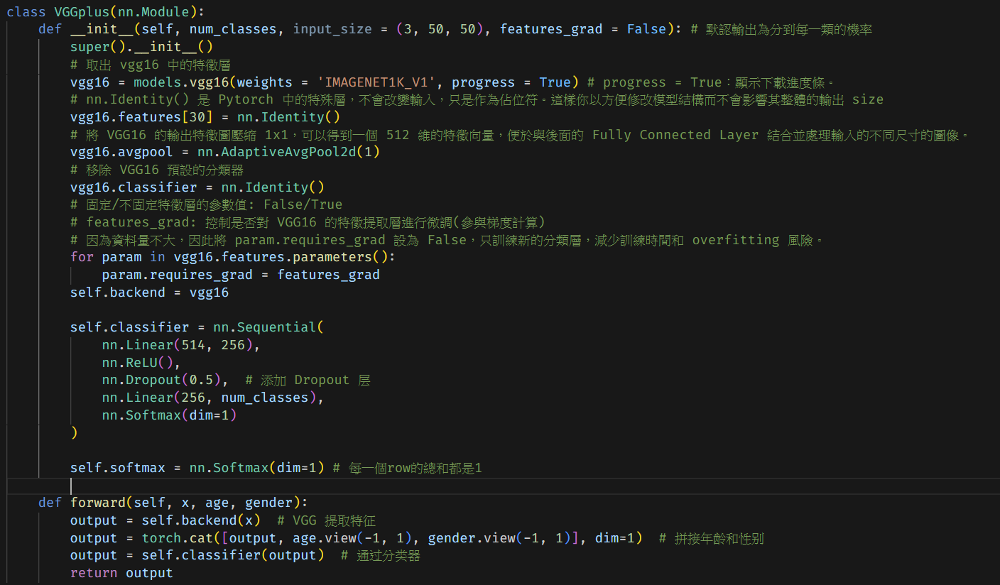 class VGGplus(nn.Module):
def __init__(self, num_classes, input_size = (3, 50, 50), features_grad = False): # 默認輸出為分到每一類的機率
super().__init__()
# 取出 vgg16 中的特徵層
vgg16 = models.vgg16(weights = 'IMAGENET1K_V1', progress = True) # progress = True：顯示下載進度條。
# nn.Identity() 是 Pytorch 中的特殊層，不會改變輸入，只是作為佔位符。這樣你以方便修改模型結構而不會影響其整體的輸出 size
vgg16.features[30] = nn.Identity()
# 將 VGG16 的輸出特徵圖壓縮 1x1，可以得到一個 512 維的特徵向量，便於與後面的 Fully Connected Layer 結合並處理輸入的不同尺寸的圖像。
vgg16.avgpool = nn.AdaptiveAvgPool2d(1)
# 移除 VGG16 預設的分類器
vgg16.classifier = nn.Identity()
# 固定/不固定特徵層的參數值: False/True
# features_grad: 控制是否對 VGG16 的特徵提取層進行微調(參與梯度計算)
# 因為資料量不大，因此將 param.requires_grad 設為 False，只訓練新的分類層，減少訓練時間和 overfitting 風險。
for param in vgg16.features.parameters():
param.requires_grad = features_grad
self.backend = vgg16
self.classifier = nn.Sequential(
nn.Linear(514, 256),
nn.ReLU(),
nn.Dropout(0.5),  # 添加 Dropout 层
nn.Linear(256, num_classes),
nn.Softmax(dim=1)
)
self.softmax = nn.Softmax(dim=1) # 每一個row的總和都是1
def forward(self, x, age, gender):
output = self.backend(x)  # VGG 提取特征
output = torch.cat([output, age.view(-1, 1), gender.view(-1, 1)], dim=1)  # 拼接年龄和性别
output = self.classifier(output)  # 通过分类器
return output